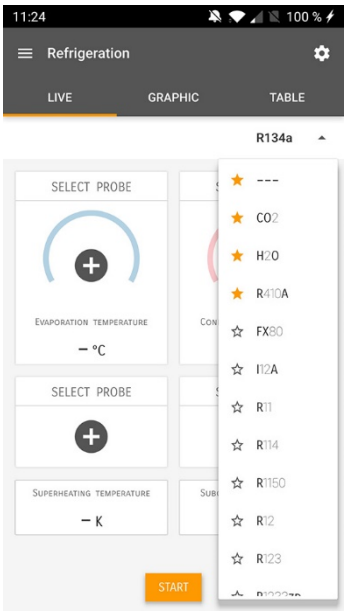 11:24 100 %
Refrigeration
LIVE GRAPHIC TABLE
R134a
SELECT PROBE
EVAPORATION TEMPERATURE
– °C
SELECT PROBE
SUPERHEATING TEMPERATURE
– K
START
---
CO2
H2O
R410A
FX80
I12A
R11
R114
R1150
R12
R123